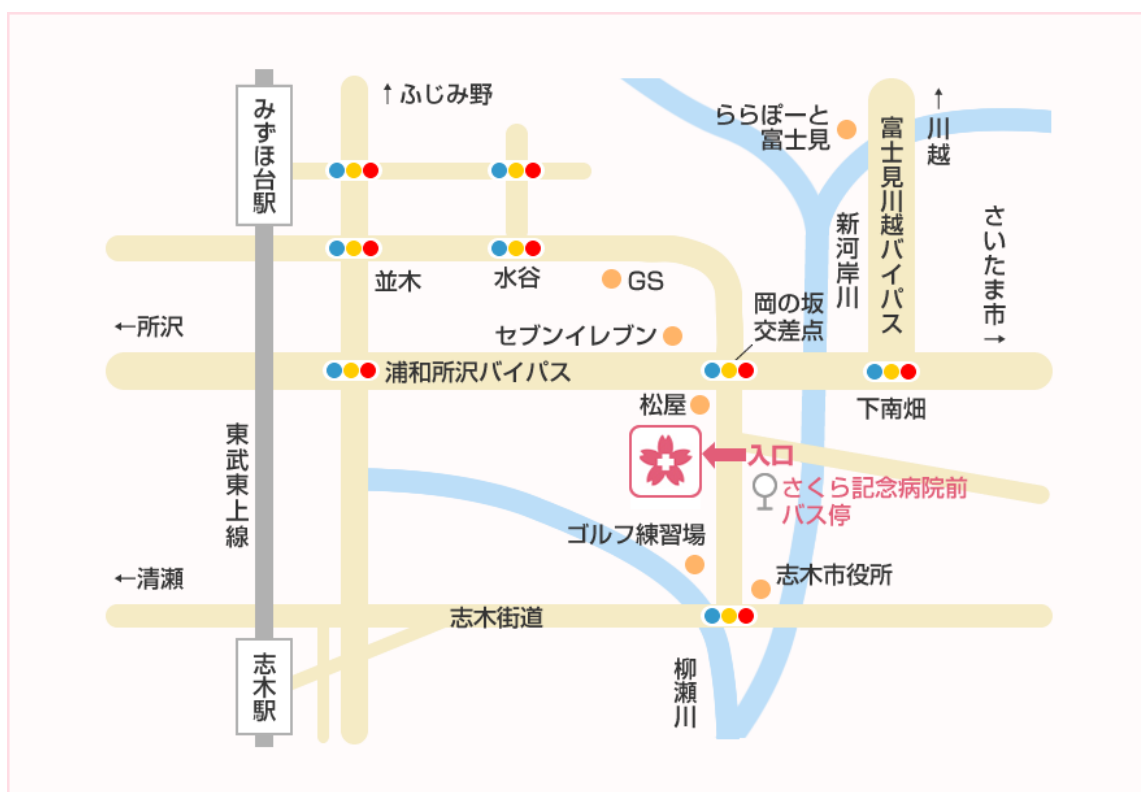 みずほ台駅
↑ふじみ野
ららぽーと
富士見
富士見川越バイパス
↑川越
さいたま市→
新河岸川
並木
水谷
GS
岡の坂
交差点
←所沢
セブンイレブン
浦和所沢バイパス
松屋
下南畑
東武東上線
入口
さくら記念病院前
バス停
ゴルフ練習場
←清瀬
志木市役所
志木街道
志木駅
柳瀬川